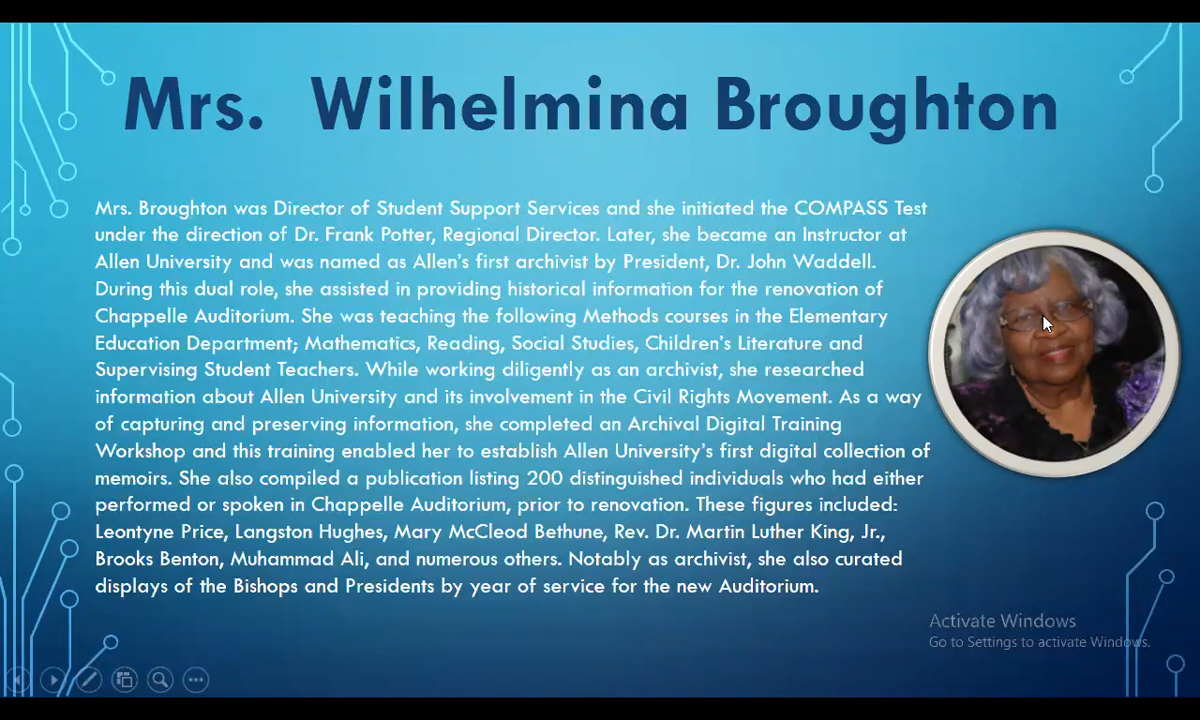 Mrs. Wilhelmina Broughton
Mrs. Broughton was Director of Student Support Services and she initiated the COMPASS Test
under the direction of Dr. Frank Potter, Regional Director. Later, she became an Instructor at
Allen University and was named as Allen's first archivist by President, Dr. John Waddell.
During this dual role, she assisted in providing historical information for the renovation of
Chappelle Auditorium. She was teaching the following Methods courses in the Elementary
Education Department; Mathematics, Reading, Social Studies, Children's Literature and
Supervising Student Teachers. While working diligently as an archivist, she researched
information about Allen University and its involvement in the Civil Rights Movement. As a way
of capturing and preserving information, she completed an Archival Digital Training
Workshop and this training enabled her to establish Allen University's first digital collection of
memoirs. She also compiled a publication listing 200 distinguished individuals who had either
performed or spoken in Chappelle Auditorium, prior to renovation. These figures included:
Leontyne Price, Langston Hughes, Mary McCleod Bethune, Rev. Dr. Martin Luther King, Jr.,
Brooks Benton, Muhammad Ali, and numerous others. Notably as archivist, she also curated
displays of the Bishops and Presidents by year of service for the new Auditorium.
Activate Windows
Go to Settings to activate Windows.